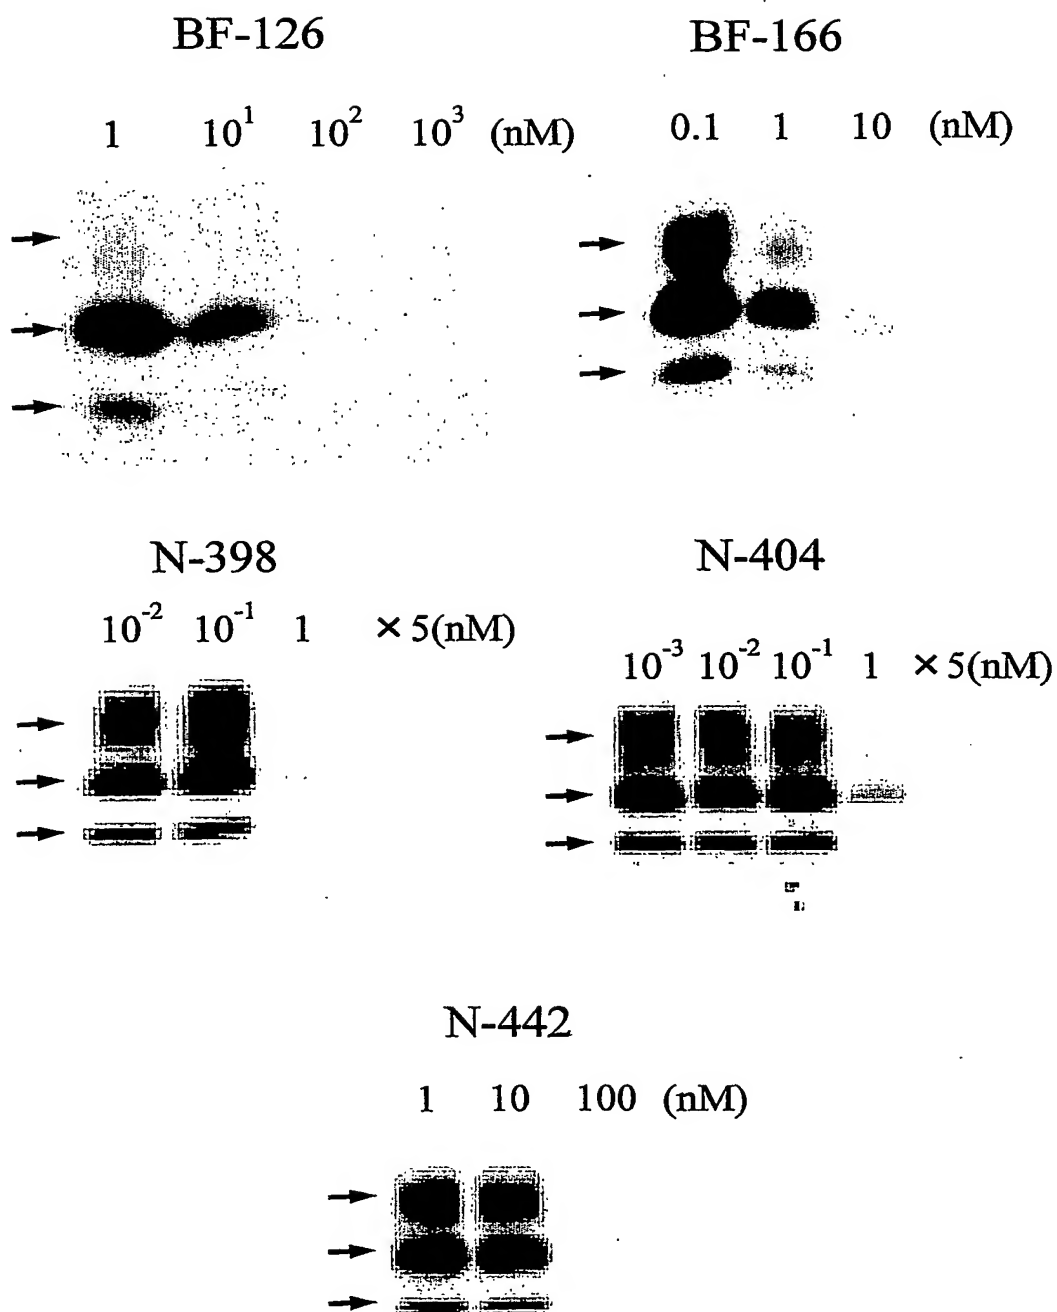 BF-126
1 10¹ 10² 10³ (nM)
BF-166
0.1 1 10 (nM)
N-398
10⁻² 10⁻¹ 1 ×5(nM)
N-404
10⁻³ 10⁻² 10⁻¹ 1 ×5(nM)
N-442
1 10 100 (nM)